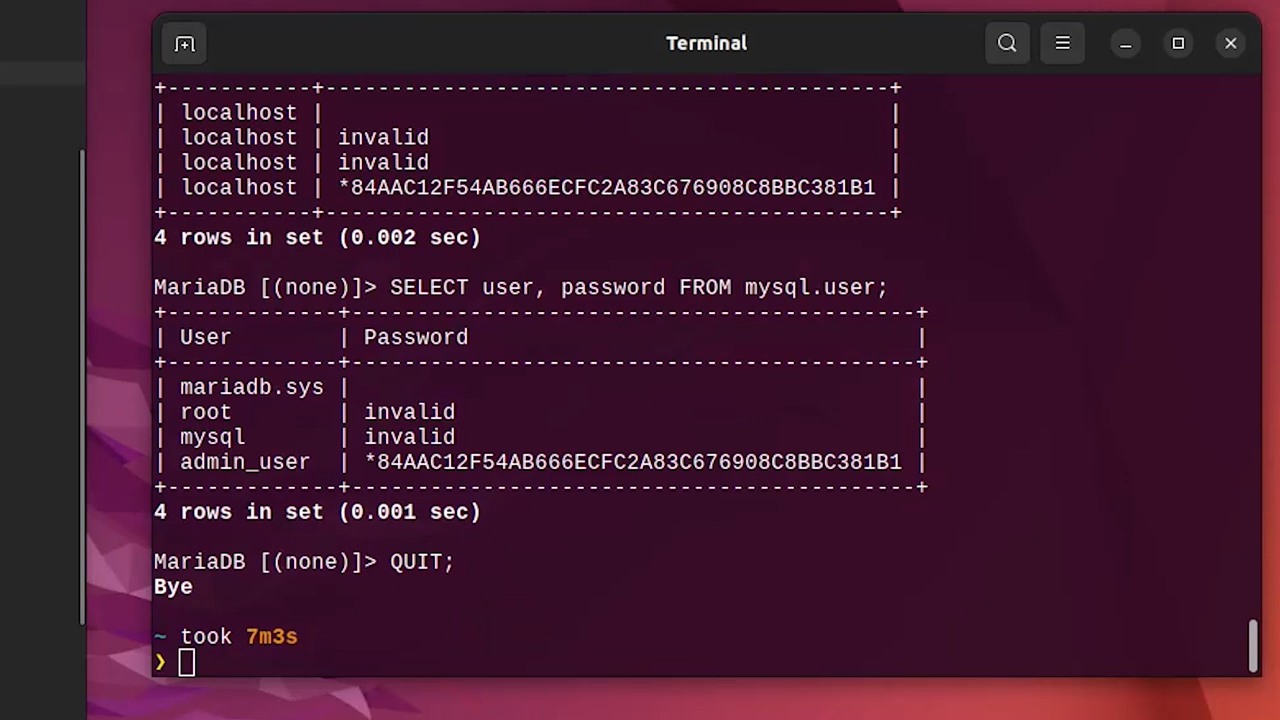 Terminal
+-----------+-------------------------------------------+
| localhost |                                           |
| localhost | invalid                                   |
| localhost | invalid                                   |
| localhost | *84AAC12F54AB666ECFC2A83C676908C8BBC381B1 |
+-----------+-------------------------------------------+
4 rows in set (0.002 sec)
MariaDB [(none)]> SELECT user, password FROM mysql.user;
+-------------+-------------------------------------------+
| User        | Password                                  |
+-------------+-------------------------------------------+
| mariadb.sys |                                           |
| root        | invalid                                   |
| mysql       | invalid                                   |
| admin_user  | *84AAC12F54AB666ECFC2A83C676908C8BBC381B1 |
+-------------+-------------------------------------------+
4 rows in set (0.001 sec)
MariaDB [(none)]> QUIT;
Bye
~ took 7m3s
❯